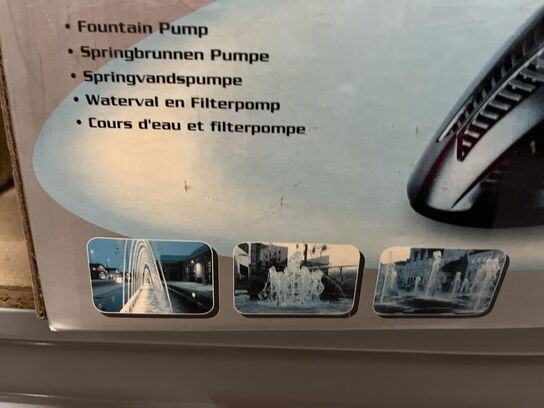 • Fountain Pump
• Springbrunnen Pumpe
• Springvandspumpe
• Waterval en Filterpomp
• Cours d'eau et filterpompe